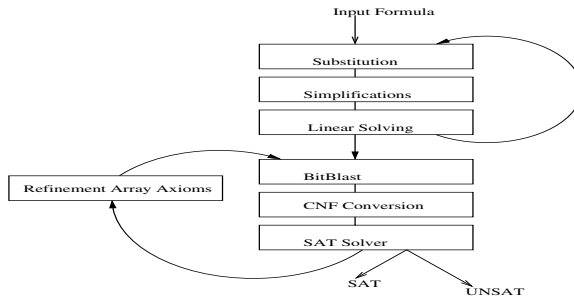 Input Formula
Substitution
Simplifications
Linear Solving
BitBlast
Refinement Array Axioms
CNF Conversion
SAT Solver
SAT
UNSAT